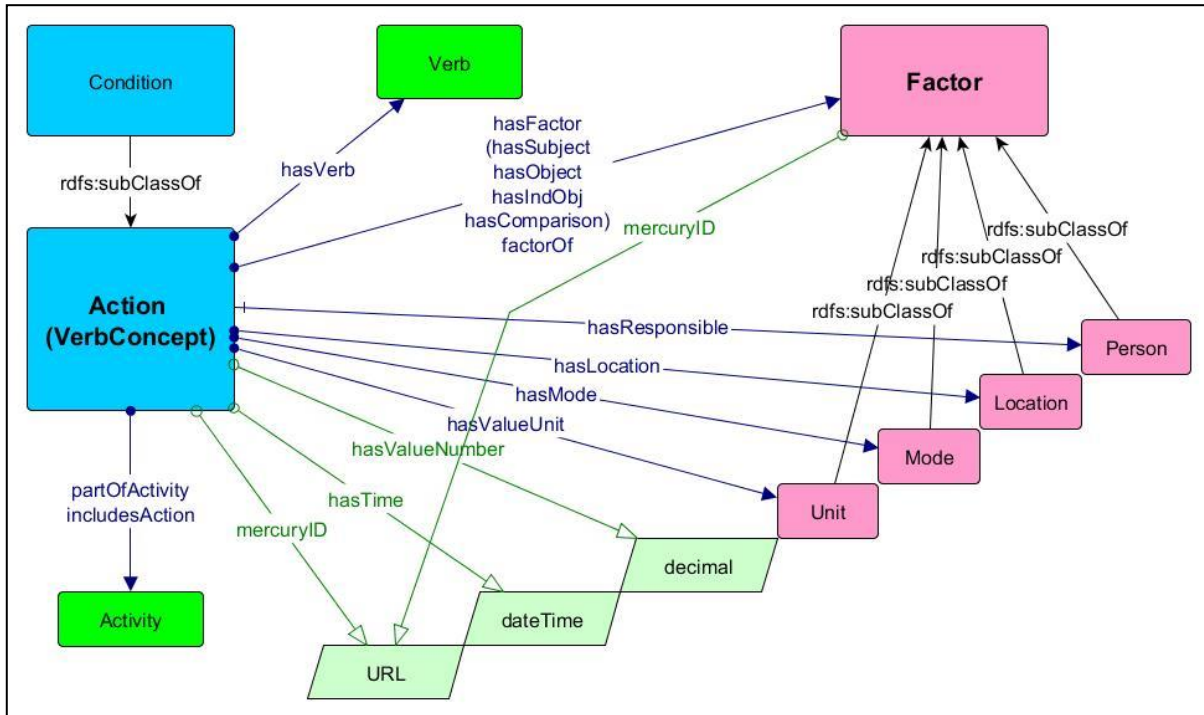 Condition
Verb
Factor
rdfs:subClassOf
hasVerb
hasFactor
(hasSubject
hasObject
hasIndObj
hasComparison)
factorOf
mercuryID
rdfs:subClassOf
rdfs:subClassOf
rdfs:subClassOf
rdfs:subClassOf
Action
(VerbConcept)
hasResponsible
Person
hasLocation
Location
hasMode
Mode
hasValueUnit
Unit
hasValueNumber
hasTime
mercuryID
partOfActivity
includesAction
decimal
dateTime
URL
Activity